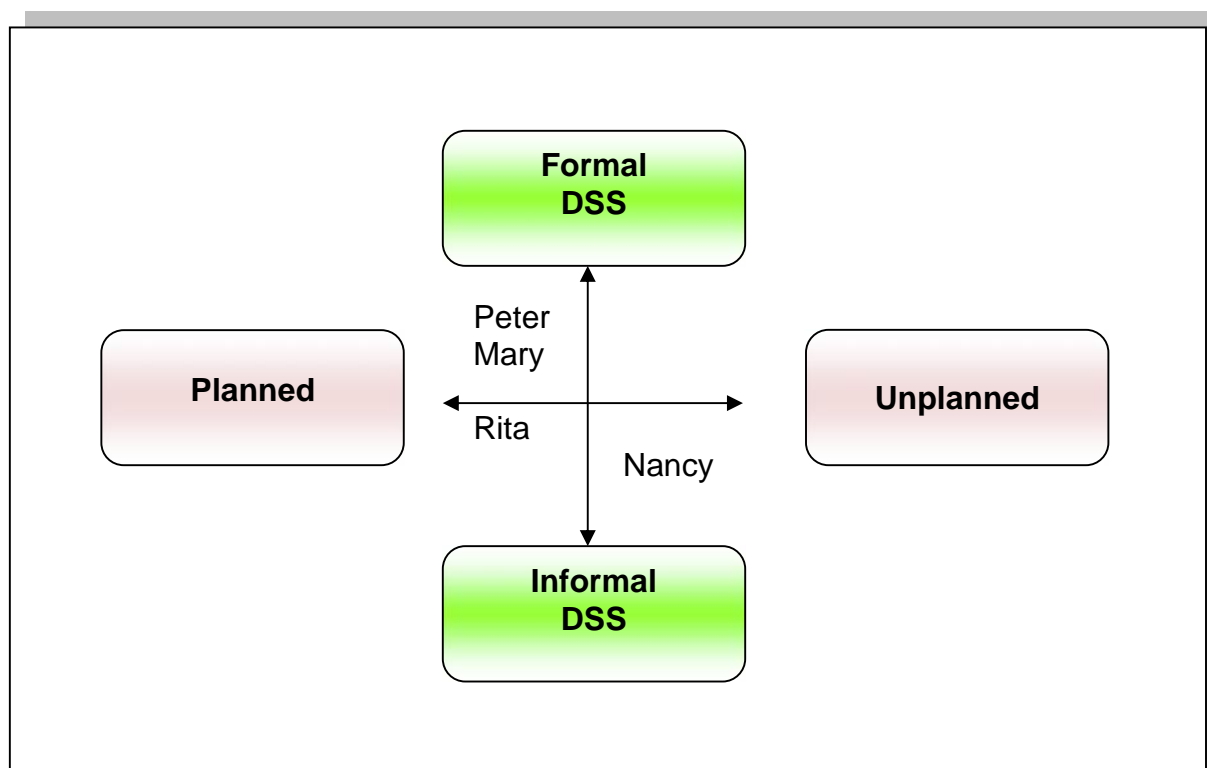 Formal
DSS
Peter
Mary
Planned
Unplanned
Rita
Nancy
Informal
DSS